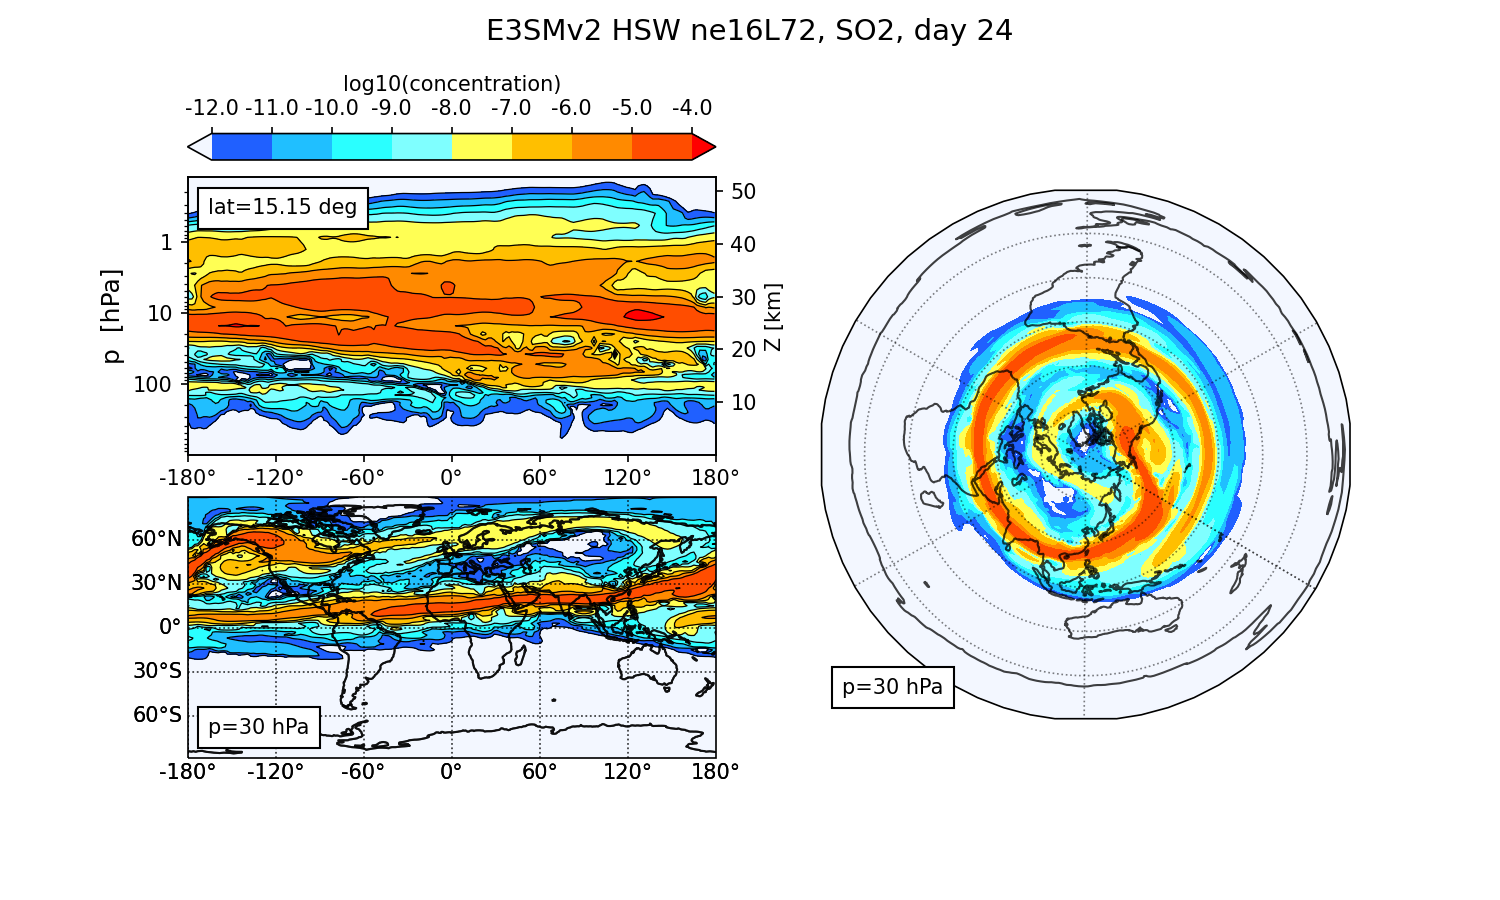 E3SMv2 HSW ne16L72, SO2, day 24
log10(concentration)
-12.0 -11.0 -10.0 -9.0 -8.0 -7.0 -6.0 -5.0 -4.0
lat=15.15 deg
p [hPa]
1
10
100
50
40
30
20
10
Z [km]
-180° -120° -60° 0° 60° 120° 180°
60°N
30°N
0°
30°S
60°S
p=30 hPa
-180° -120° -60° 0° 60° 120° 180°
p=30 hPa